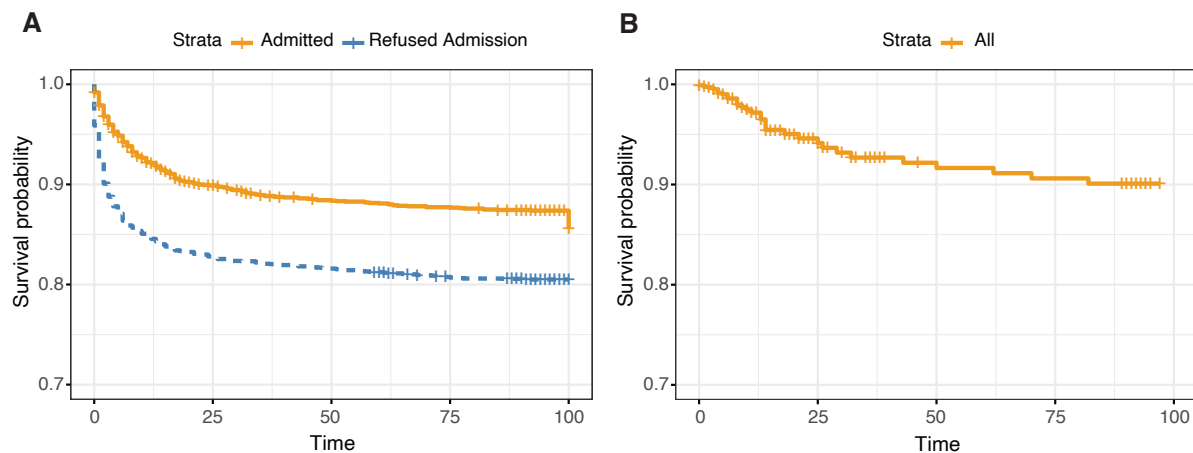 A
Strata Admitted Refused Admission
1.0
0.9
0.8
0.7
Survival probability
0 25 50 75 100
Time
B
Strata All
1.0
0.9
0.8
0.7
Survival probability
0 25 50 75 100
Time